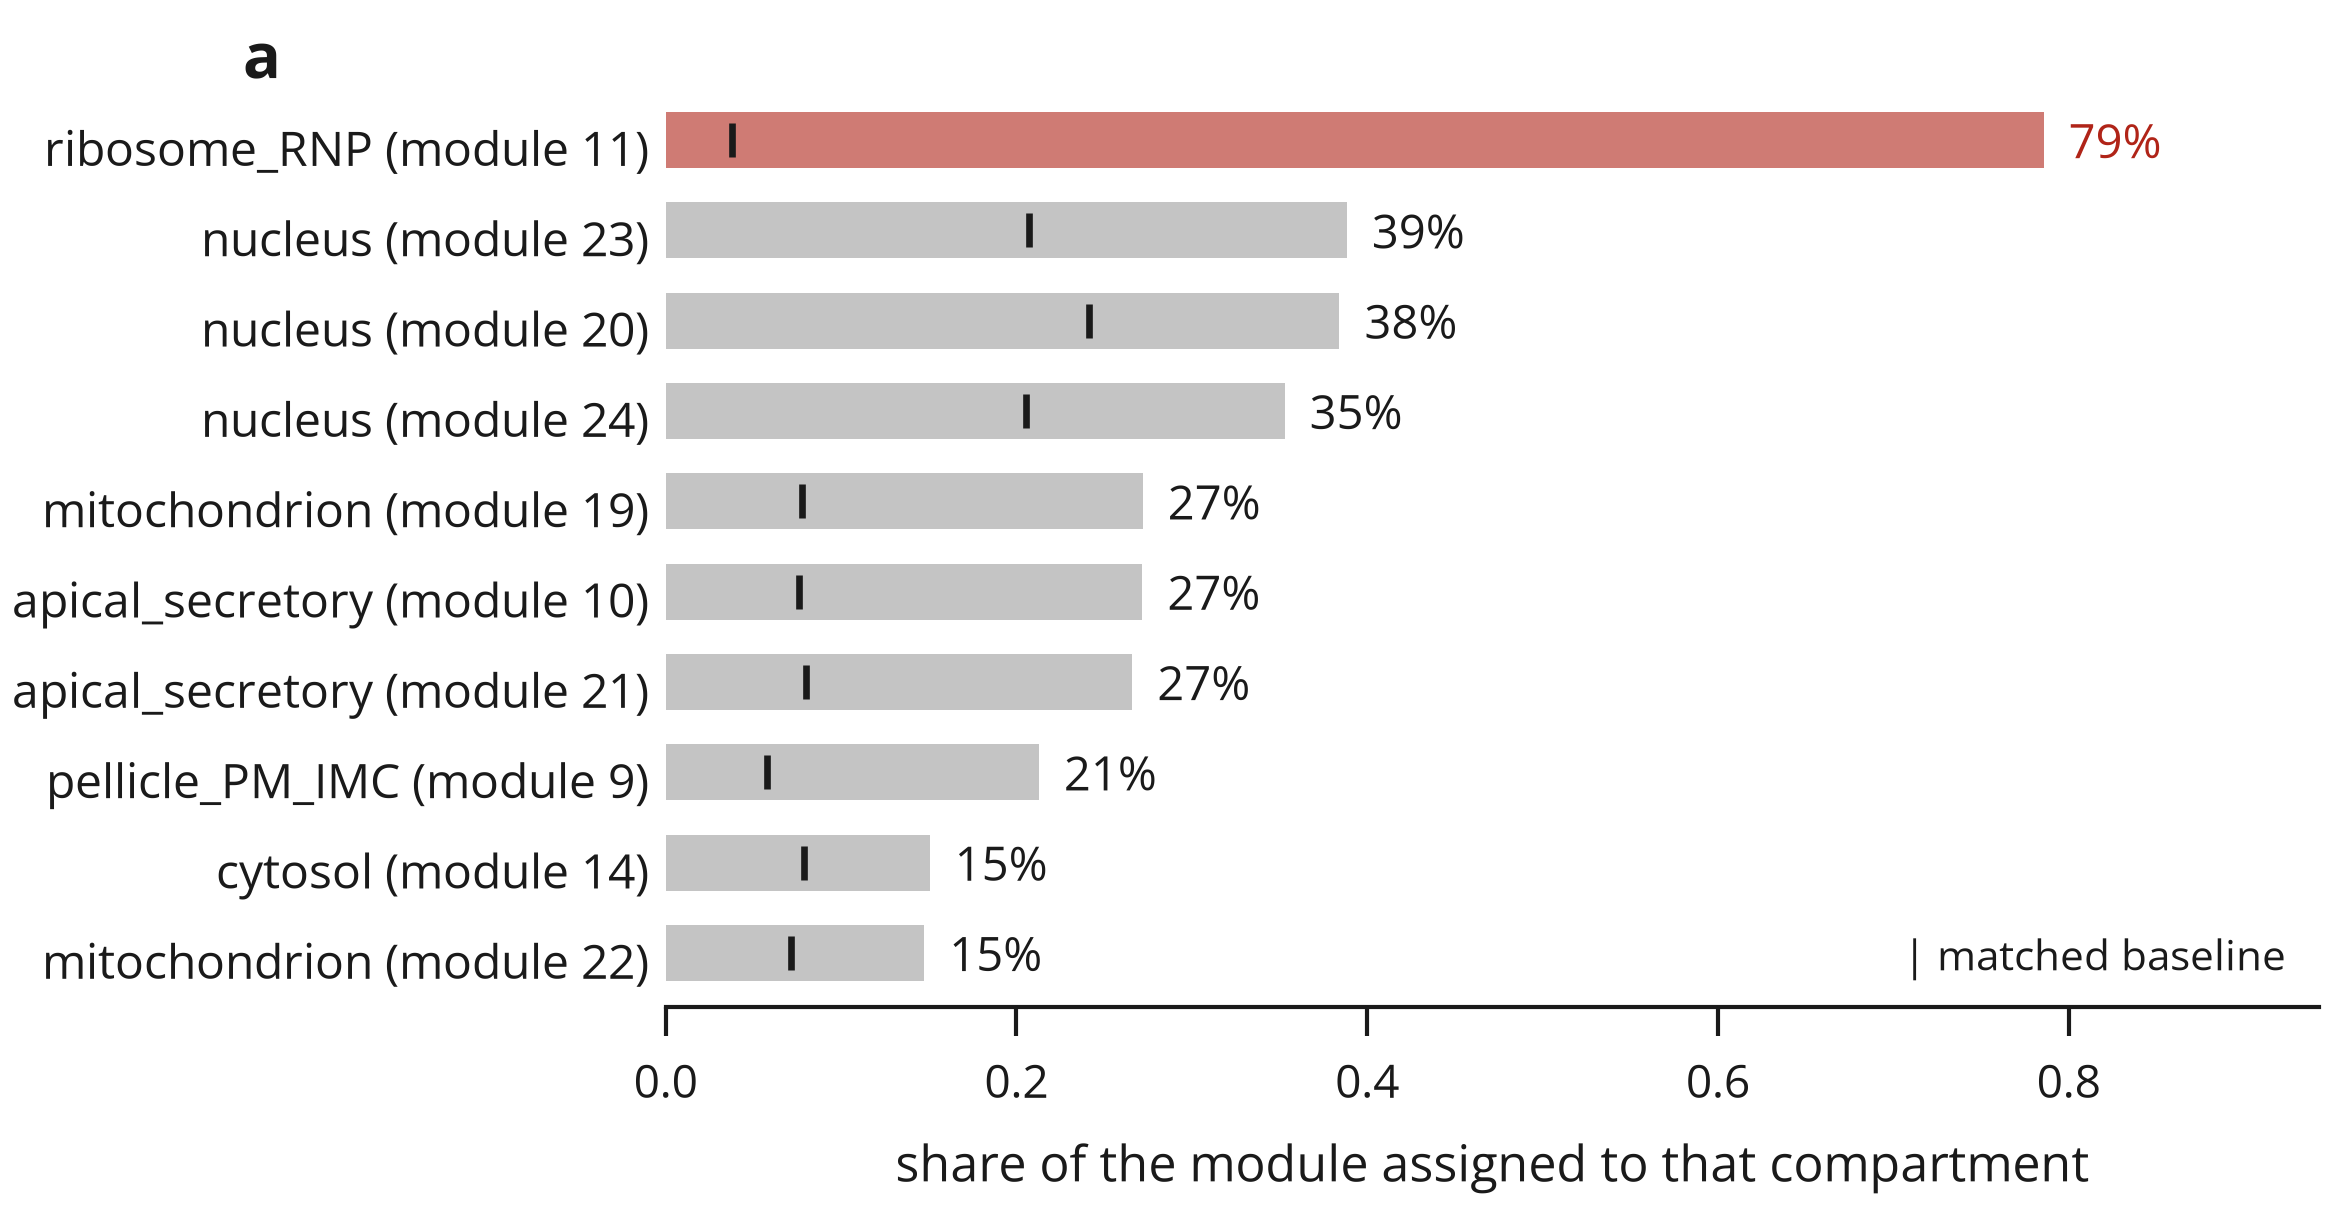 a
ribosome_RNP (module 11) 79%
nucleus (module 23) 39%
nucleus (module 20) 38%
nucleus (module 24) 35%
mitochondrion (module 19) 27%
apical_secretory (module 10) 27%
apical_secretory (module 21) 27%
pellicle_PM_IMC (module 9) 21%
cytosol (module 14) 15%
mitochondrion (module 22) 15%
| matched baseline
0.0 0.2 0.4 0.6 0.8
share of the module assigned to that compartment